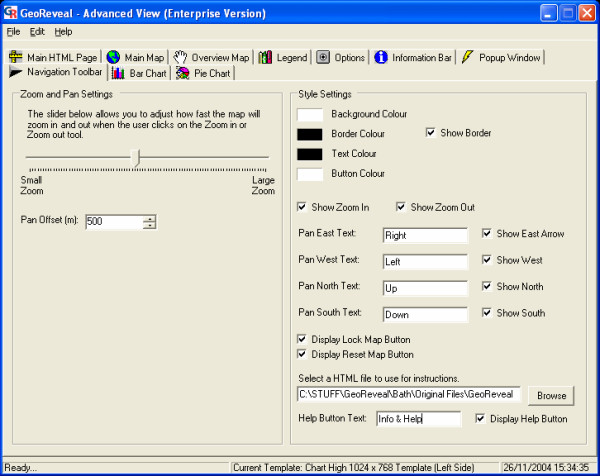 GeoReveal - Advanced View (Enterprise Version)
File Edit Help
Main HTML Page Main Map Overview Map Legend Options Information Bar Popup Window
Navigation Toolbar Bar Chart Pie Chart
Zoom and Pan Settings
The slider below allows you to adjust how fast the map will
zoom in and out when the user clicks on the Zoom in or
Zoom out tool.
Small
Zoom
Large
Zoom
Pan Offset (m): 500
Style Settings
Background Colour
Border Colour Show Border
Text Colour
Button Colour
Show Zoom In Show Zoom Out
Pan East Text: Right Show East Arrow
Pan West Text: Left Show West
Pan North Text: Up Show North
Pan South Text: Down Show South
Display Lock Map Button
Display Reset Map Button
Select a HTML file to use for instructions.
C:\STUFF\GeoReveal\Bath\Original Files\GeoReveal Browse
Help Button Text: Info & Help Display Help Button
Ready... Current Template: Chart High 1024 x 768 Template (Left Side) 26/11/2004 15:34:35